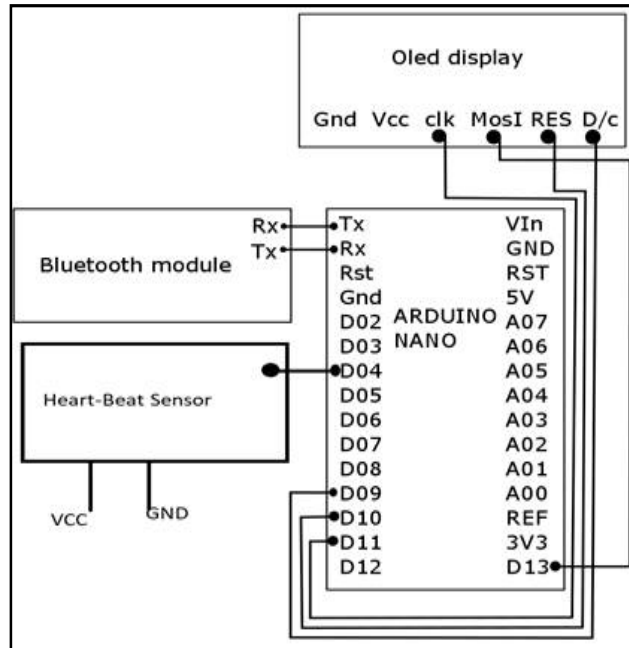 Oled display
Gnd Vcc clk MosI RES D/c
Rx
Tx
Bluetooth module
Heart-Beat Sensor
VCC
GND
Tx VIn
Rx GND
Rst RST
Gnd 5V
D02 ARDUINO A07
D03 NANO A06
D04 A05
D05 A04
D06 A03
D07 A02
D08 A01
D09 A00
D10 REF
D11 3V3
D12 D13